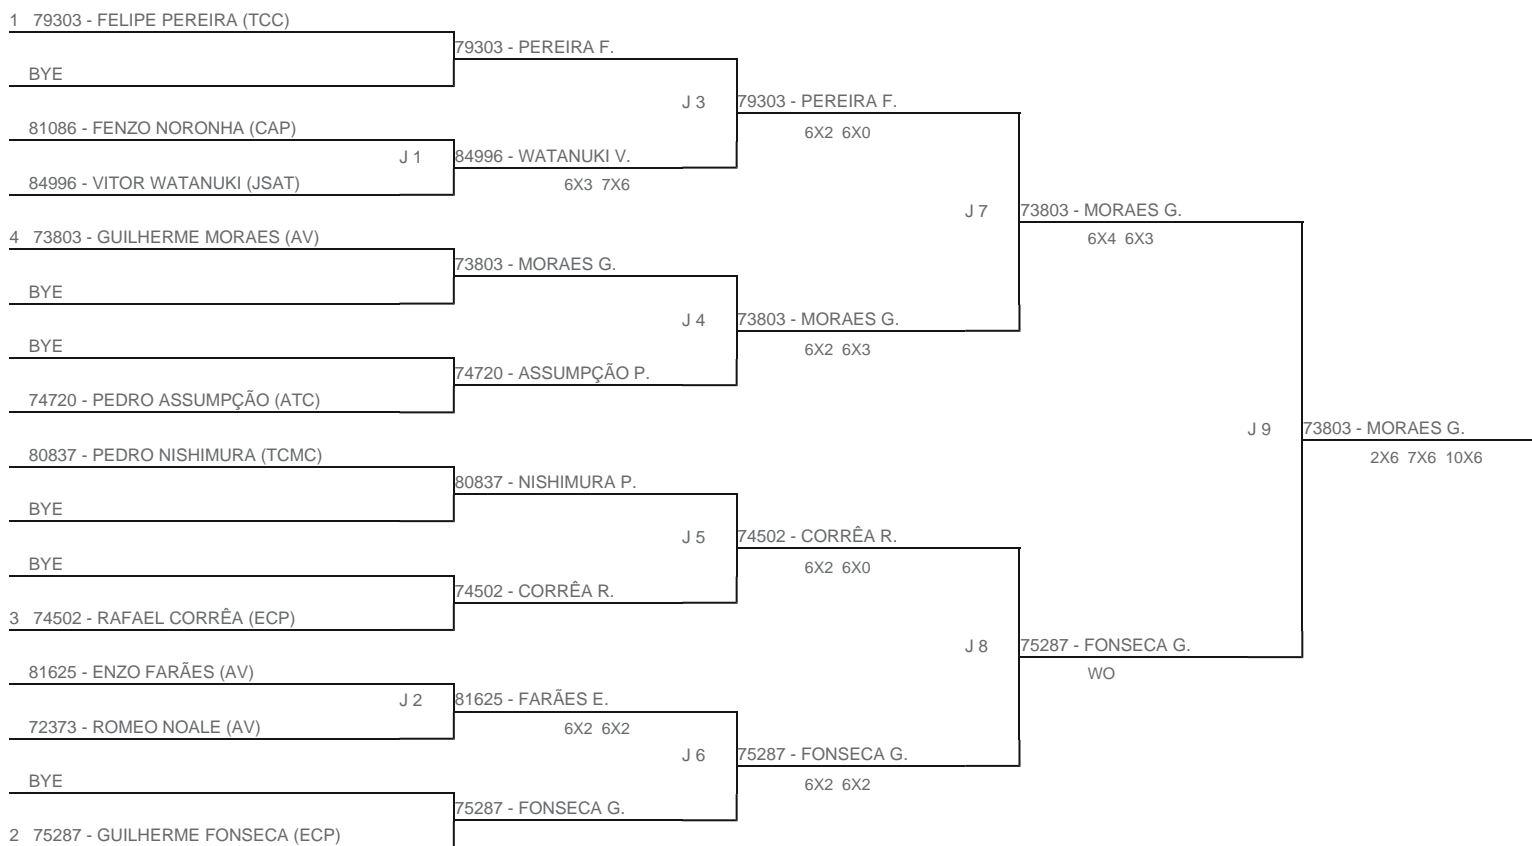 1 79303 - FELIPE PEREIRA (TCC)
79303 - PEREIRA F.
BYE
J 3 79303 - PEREIRA F.
81086 - FENZO NORONHA (CAP)
6X2 6X0
J 1 84996 - WATANUKI V.
84996 - VITOR WATANUKI (JSAT)
6X3 7X6
J 7 73803 - MORAES G.
4 73803 - GUILHERME MORAES (AV)
6X4 6X3
73803 - MORAES G.
BYE
J 4 73803 - MORAES G.
BYE
6X2 6X3
74720 - ASSUMPÇÃO P.
74720 - PEDRO ASSUMPÇÃO (ATC)
J 9 73803 - MORAES G.
80837 - PEDRO NISHIMURA (TCMC)
2X6 7X6 10X6
80837 - NISHIMURA P.
BYE
J 5 74502 - CORRÊA R.
BYE
6X2 6X0
74502 - CORRÊA R.
3 74502 - RAFAEL CORRÊA (ECP)
J 8 75287 - FONSECA G.
81625 - ENZO FARÃES (AV)
WO
J 2 81625 - FARÃES E.
72373 - ROMEO NOALE (AV)
6X2 6X2
J 6 75287 - FONSECA G.
BYE
6X2 6X2
75287 - FONSECA G.
2 75287 - GUILHERME FONSECA (ECP)